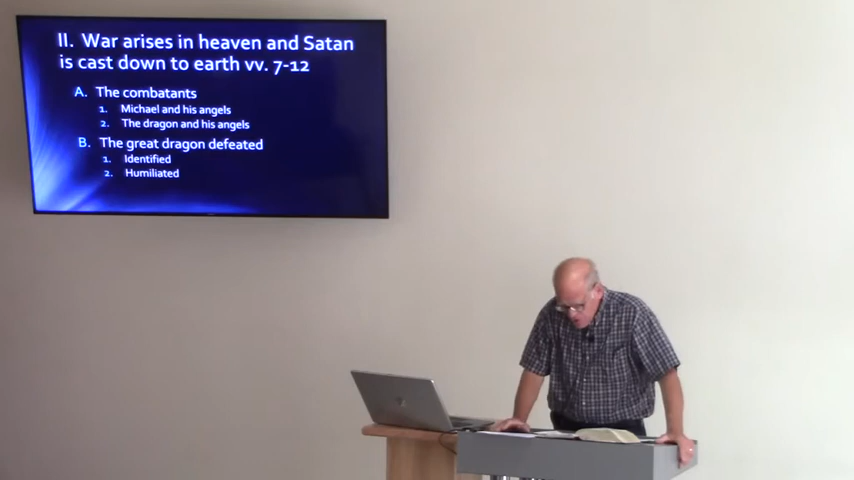 II. War arises in heaven and Satan
is cast down to earth vv. 7-12
A. The combatants
1. Michael and his angels
2. The dragon and his angels
B. The great dragon defeated
1. Identified
2. Humiliated